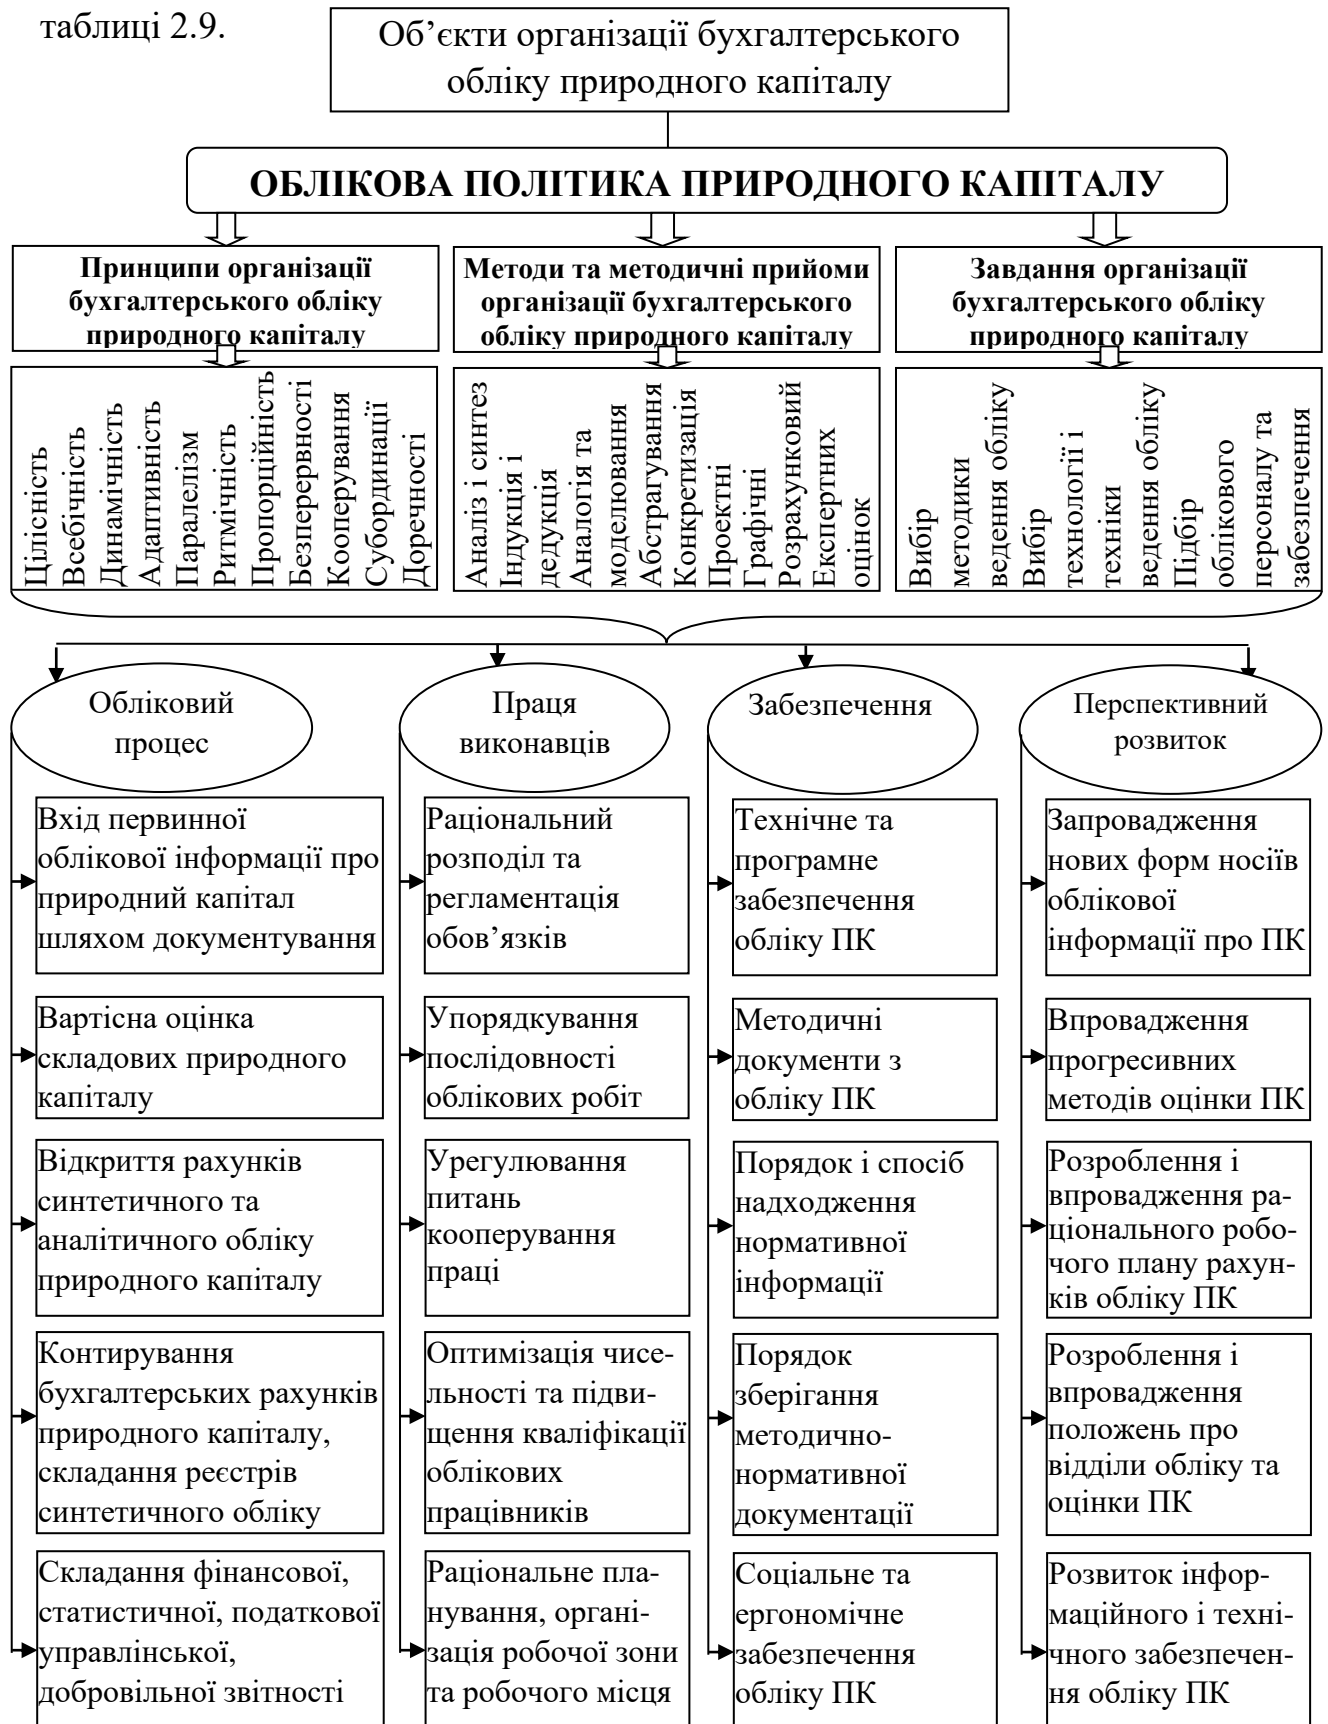 таблиці 2.9.
Об’єкти організації бухгалтерського
обліку природного капіталу
ОБЛІКОВА ПОЛІТИКА ПРИРОДНОГО КАПІТАЛУ
Принципи організації
бухгалтерського обліку
природного капіталу
Методи та методичні прийоми
організації бухгалтерського
обліку природного капіталу
Завдання організації
бухгалтерського обліку
природного капіталу
Цілісність
Всебічність
Динамічність
Адаптивність
Паралелізм
Ритмічність
Пропорційність
Безперервності
Кооперування
Субординації
Доречності
Аналіз і синтез
Індукція і
дедукція
Аналогія та
моделювання
Абстрагування
Конкретизація
Проектні
Графічні
Розрахунковий
Експертних
оцінок
Вибір
методики
ведення обліку
Вибір
технології і
техніки
ведення обліку
Підбір
облікового
персоналу та
забезпечення
Обліковий
процес
Праця
виконавців
Забезпечення
Перспективний
розвиток
Вхід первинної
облікової інформації про
природний капітал
шляхом документування
Вартісна оцінка
складових природного
капіталу
Відкриття рахунків
синтетичного та
аналітичного обліку
природного капіталу
Контирування
бухгалтерських рахунків
природного капіталу,
складання реєстрів
синтетичного обліку
Складання фінансової,
статистичної, податкової
управлінської,
добровільної звітності
Раціональний
розподіл та
регламентація
обов’язків
Упорядкування
послідовності
облікових робіт
Урегулювання
питань
кооперування
праці
Оптимізація чисе-
льності та підви-
щення кваліфікації
облікових
працівників
Раціональне пла-
нування, органі-
зація робочої зони
та робочого місця
Технічне та
програмне
забезпечення
обліку ПК
Методичні
документи з
обліку ПК
Порядок і спосіб
надходження
нормативної
інформації
Порядок
зберігання
методично-
нормативної
документації
Соціальне та
ергономічне
забезпечення
обліку ПК
Запровадження
нових форм носіїв
облікової
інформації про ПК
Впровадження
прогресивних
методів оцінки ПК
Розроблення і
впровадження ра-
ціонального робо-
чого плану рахун-
ків обліку ПК
Розроблення і
впровадження
положень про
відділи обліку та
оцінки ПК
Розвиток інфор-
маційного і техні-
чного забезпечен-
ня обліку ПК